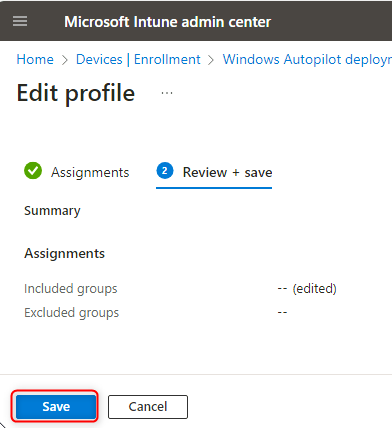 Microsoft Intune admin center
Home > Devices | Enrollment > Windows Autopilot deployn
Edit profile ...
Assignments 2 Review + save
Summary
Assignments
Included groups -- (edited)
Excluded groups --
Save Cancel